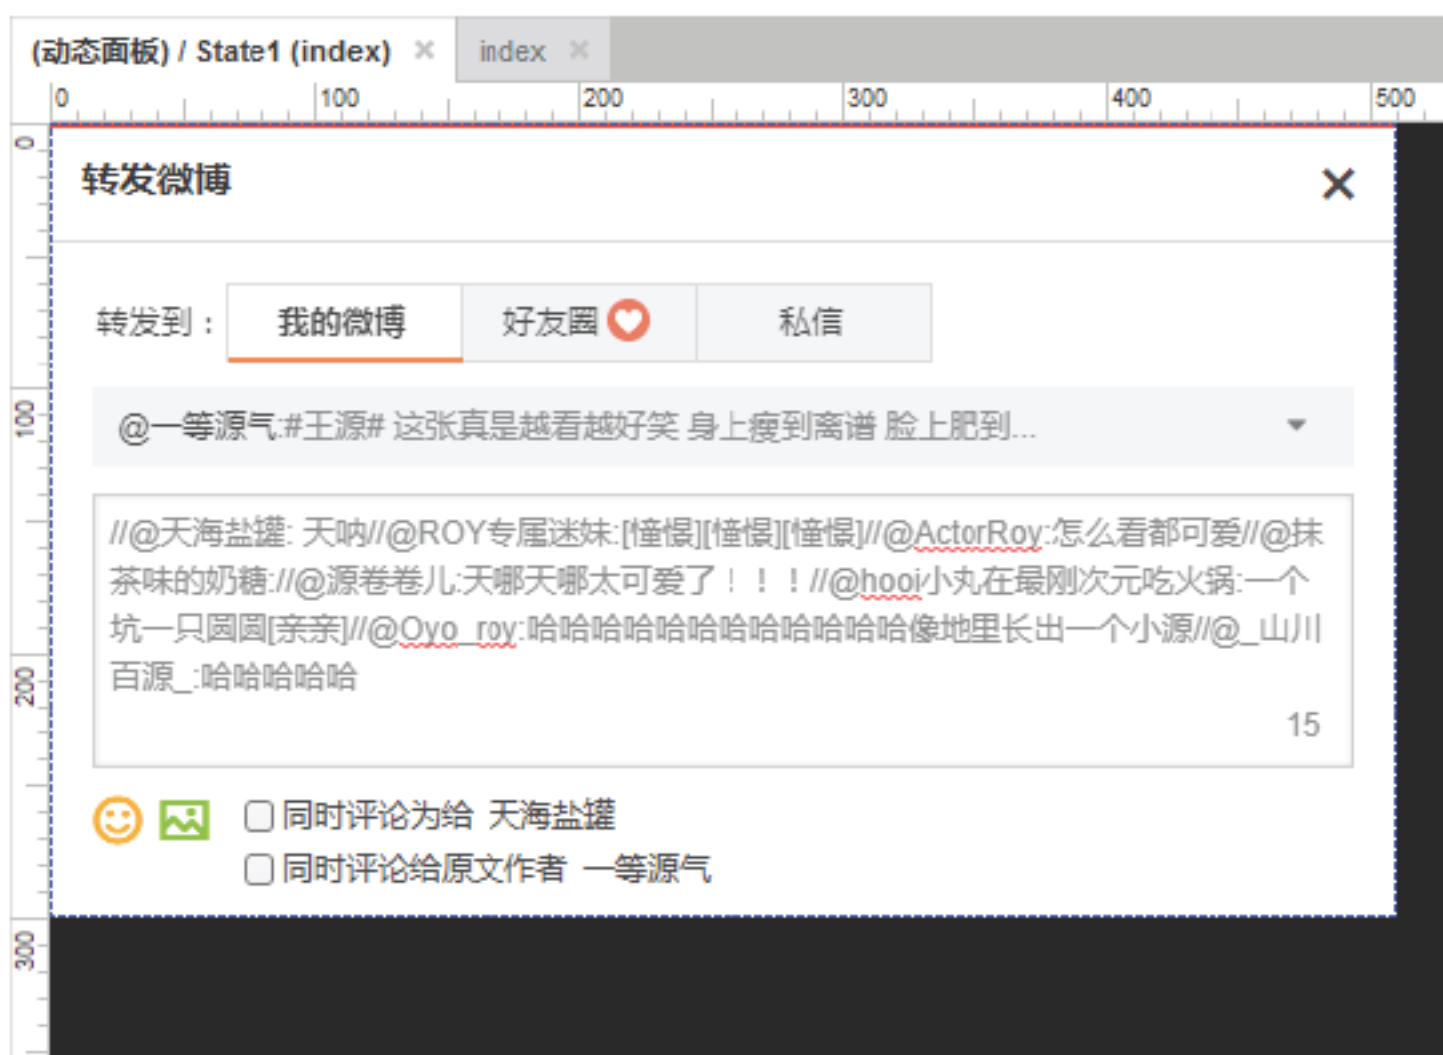 (动态面板) / State1 (index) index
0 100 200 300 400 500
0
转发微博
转发到： 我的微博 好友圈 私信
100
@一等源气:#王源# 这张真是越看越好笑 身上瘦到离谱 脸上肥到...
//@天海盐罐: 天呐//@ROY专属迷妹:[憧憬][憧憬][憧憬]//@ActorRoy:怎么看都可爱//@抹
茶味的奶糖://@源卷卷儿:天哪天哪太可爱了！！！//@hooi小丸在最刚次元吃火锅:一个
坑一只圆圆[亲亲]//@Oyo_roy:哈哈哈哈哈哈哈哈哈哈哈哈像地里长出一个小源//@_山川
百源_:哈哈哈哈哈
200
15
同时评论为给 天海盐罐
同时评论给原文作者 一等源气
300